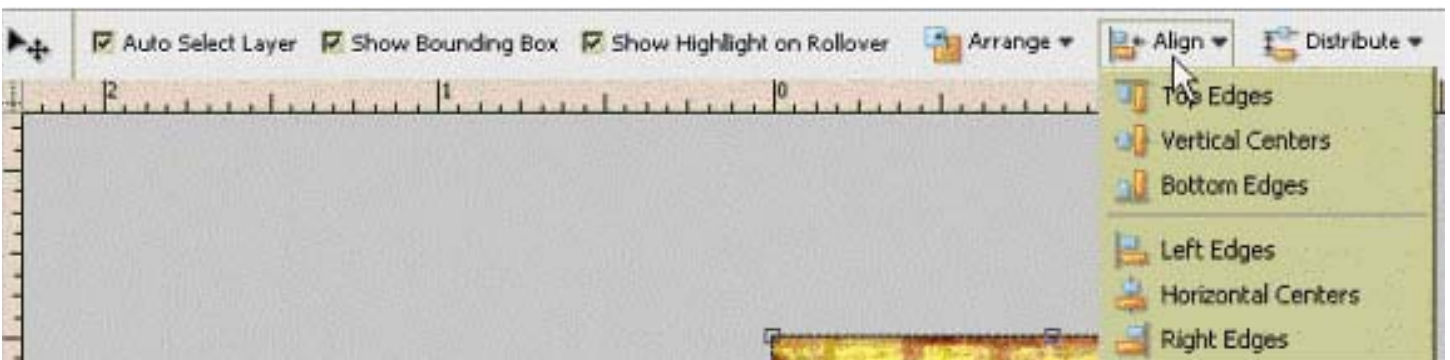 Auto Select Layer Show Bounding Box Show Highlight on Rollover Arrange Align Distribute
2 1 0
Top Edges
Vertical Centers
Bottom Edges
Left Edges
Horizontal Centers
Right Edges